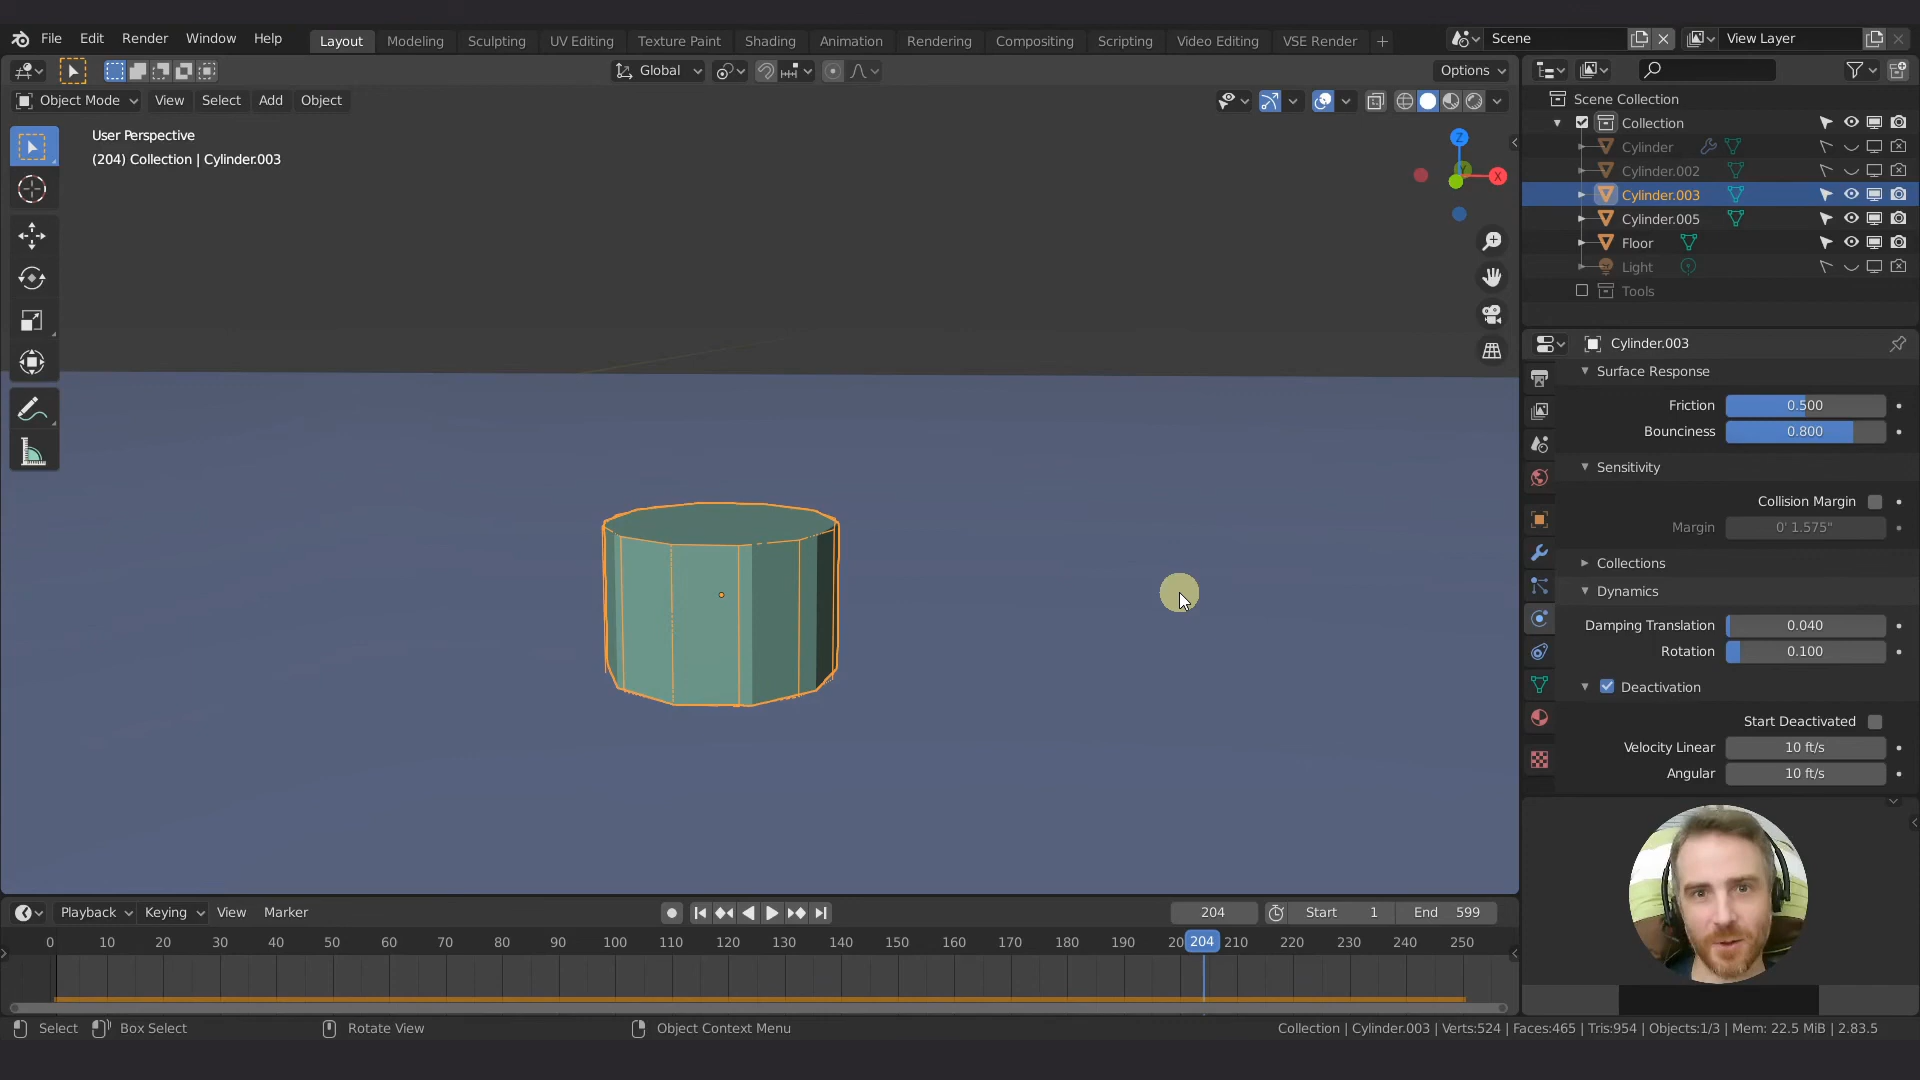 File Edit Render Window Help Layout Modeling Sculpting UV Editing Texture Paint Shading Animation Rendering Compositing Scripting Video Editing VSE Render + Scene View Layer
Global Options
Object Mode View Select Add Object
User Perspective
(204) Collection | Cylinder.003
Z
Y
X
Scene Collection
Collection
Cylinder
Cylinder.002
Cylinder.003
Cylinder.005
Floor
Light
Tools
Cylinder.003
Surface Response
Friction 0.500
Bounciness 0.800
Sensitivity
Collision Margin
Margin 0' 1.575"
Collections
Dynamics
Damping Translation 0.040
Rotation 0.100
Deactivation
Start Deactivated
Velocity Linear 10 ft/s
Angular 10 ft/s
Playback Keying View Marker 204 Start 1 End 599
0 10 20 30 40 50 60 70 80 90 100 110 120 130 140 150 160 170 180 190 20 204 210 220 230 240 250
Select Box Select Rotate View Object Context Menu Collection | Cylinder.003 | Verts:524 | Faces:465 | Tris:954 | Objects:1/3 | Mem: 22.5 MiB | 2.83.5